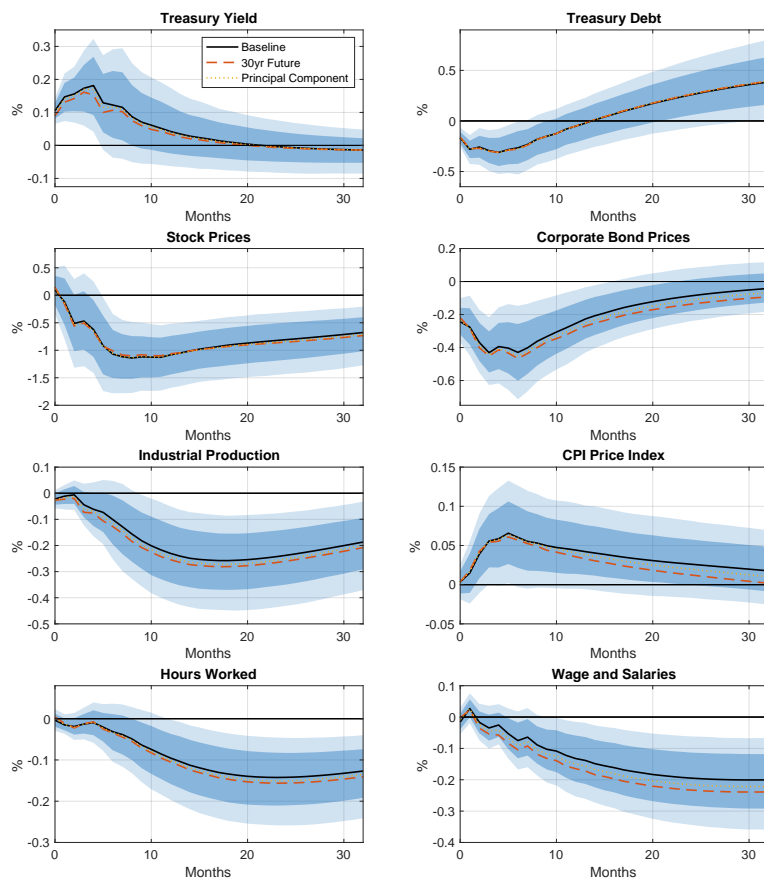 Treasury Yield
0.3
0.2
0.1
0
-0.1
%
0 10 20 30
Months
Baseline
30yr Future
Principal Component
Treasury Debt
0.5
0
-0.5
%
0 10 20 30
Months
Stock Prices
0.5
0
-0.5
-1
-1.5
-2
%
0 10 20 30
Months
Corporate Bond Prices
0.2
0
-0.2
-0.4
-0.6
%
0 10 20 30
Months
Industrial Production
0.1
0
-0.1
-0.2
-0.3
-0.4
-0.5
%
0 10 20 30
Months
CPI Price Index
0.15
0.1
0.05
0
-0.05
%
0 10 20 30
Months
Hours Worked
0
-0.1
-0.2
-0.3
%
0 10 20 30
Months
Wage and Salaries
0.1
0
-0.1
-0.2
-0.3
-0.4
%
0 10 20 30
Months